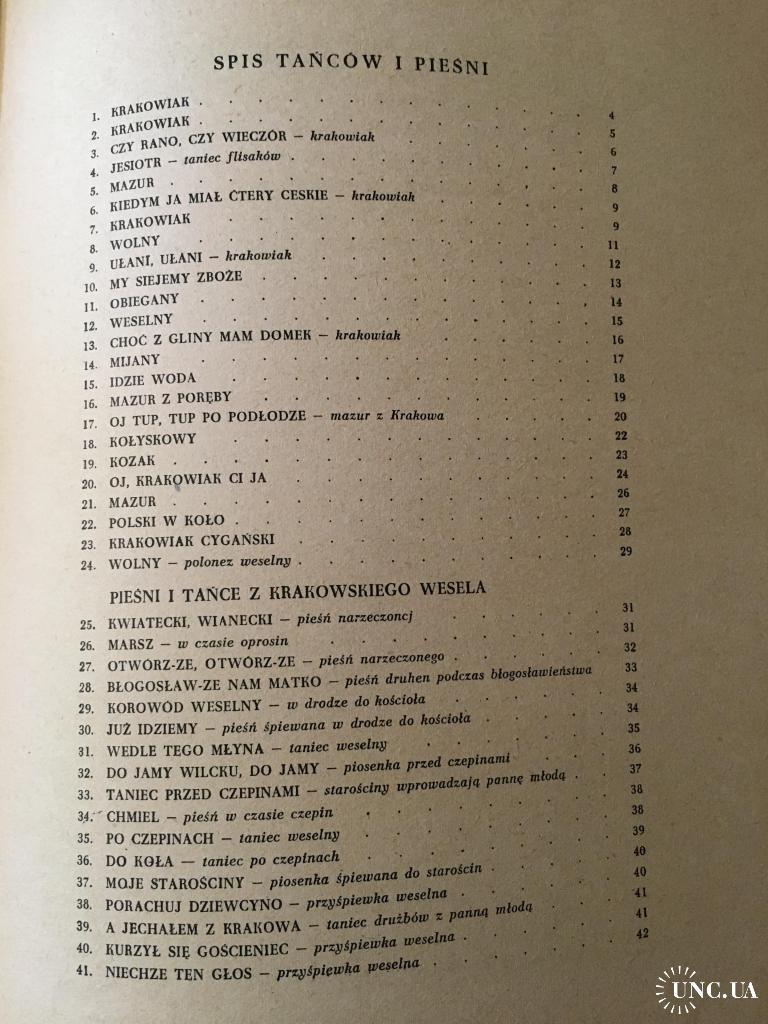 SPIS TAŃCÓW I PIEŚNI
1. KRAKOWIAK . . . . . . . . . . 4
2. KRAKOWIAK . . . . . . . . . . 5
3. CZY RANO, CZY WIECZÓR — krakowiak . . . . . 6
4. JESIOTR — taniec flisaków . . . . . . . 7
5. MAZUR . . . . . . . . . . 8
6. KIEDYM JA MIAŁ ČTERY CESKIE — krakowiak . . . . 9
7. KRAKOWIAK . . . . . . . . . . 9
8. WOLNY . . . . . . . . . . 11
9. UŁANI, UŁANI — krakowiak . . . . . . . 12
10. MY SIEJEMY ZBOŻE . . . . . . . . 13
11. OBIEGANY . . . . . . . . . . 14
12. WESELNY . . . . . . . . . . 15
13. CHOĆ Z GLINY MAM DOMEK — krakowiak . . . . 16
14. MIJANY . . . . . . . . . . 17
15. IDZIE WODA . . . . . . . . . 18
16. MAZUR Z PORĘBY . . . . . . . . 19
17. OJ TUP, TUP PO PODŁODZE — mazur z Krakowa . . . . 20
18. KOŁYSKOWY . . . . . . . . . 22
19. KOZAK . . . . . . . . . . 23
20. OJ, KRAKOWIAK CI JA . . . . . . . 24
21. MAZUR . . . . . . . . . . 26
22. POLSKI W KOŁO . . . . . . . . 27
23. KRAKOWIAK CYGAŃSKI . . . . . . . 28
24. WOLNY — polonez weselny . . . . . . . 29
PIEŚNI I TAŃCE Z KRAKOWSKIEGO WESELA
25. KWIATECKI, WIANECKI — pieśń narzeczoncj . . . . 31
26. MARSZ — w czasie oprosin . . . . . . . 31
27. OTWÓRZ-ZE, OTWÓRZ-ZE — pieśń narzeczonego . . . . 32
28. BŁOGOSŁAW-ZE NAM MATKO — pieśń druhen podczas błogosławieństwa 33
29. KOROWÓD WESELNY — w drodze do kościoła . . . . 34
30. JUŻ IDZIEMY — pieśń śpiewana w drodze do kościoła . . . 34
31. WEDLE TEGO MŁYNA — taniec weselny . . . . . 35
32. DO JAMY WILCKU, DO JAMY — piosenka przed czepinami . . . 36
33. TANIEC PRZED CZEPINAMI — starościny wprowadzają pannę młodą . . 37
34. CHMIEL — pieśń w czasie czepin . . . . . . 38
35. PO CZEPINACH — taniec weselny . . . . . . 38
36. DO KOŁA — taniec po czepinach . . . . . . 39
37. MOJE STAROŚCINY — piosenka śpiewana do starościn . . . 40
38. PORACHUJ DZIEWCYNO — przyśpiewka weselna . . . . 40
39. A JECHAŁEM Z KRAKOWA — taniec drużbów z panną młodą . . . 41
40. KURZYŁ SIĘ GOŚCIENIEC — przyśpiewka weselna . . . . 41
41. NIECHZE TEN GŁOS — przyśpiewka weselna . . . . 42
UNC.UA